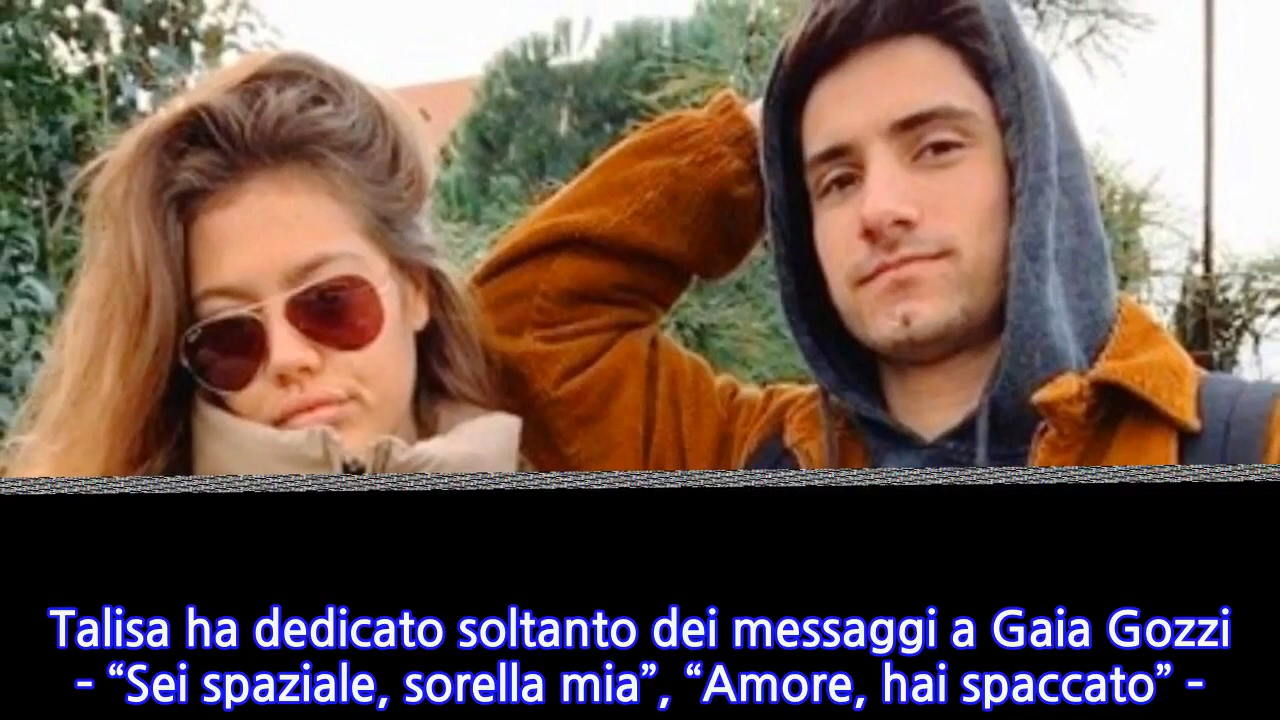 Talisa ha dedicato soltanto dei messaggi a Gaia Gozzi
- “Sei spaziale, sorella mia”, “Amore, hai spaccato” -